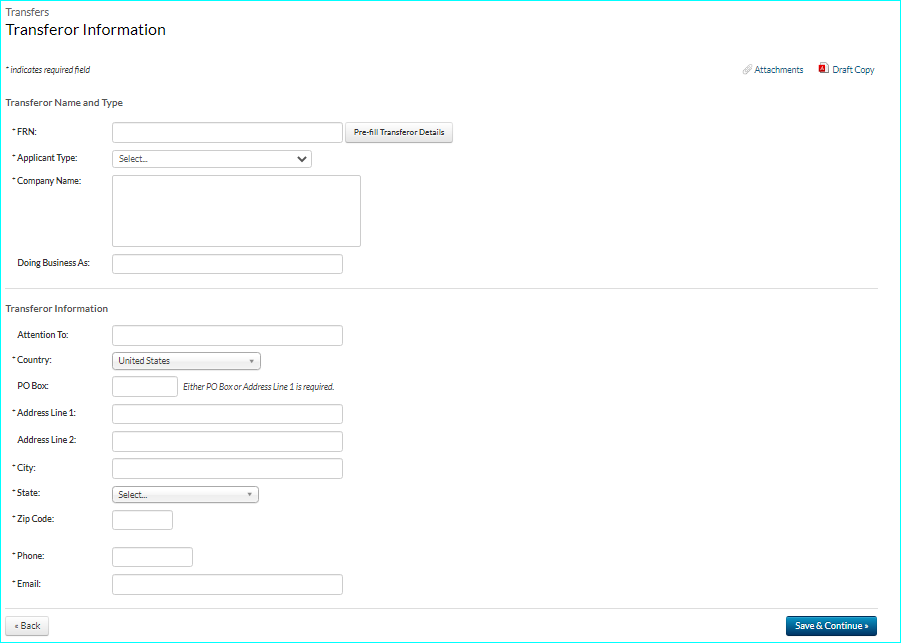 Transfers
Transferor Information
* indicates required field
Attachments Draft Copy
Transferor Name and Type
* FRN: Pre-fill Transferor Details
* Applicant Type: Select...
* Company Name:
Doing Business As:
Transferor Information
Attention To:
* Country: United States
PO Box: Either PO Box or Address Line 1 is required.
* Address Line 1:
Address Line 2:
* City:
* State: Select...
* Zip Code:
* Phone:
* Email:
« Back Save & Continue »